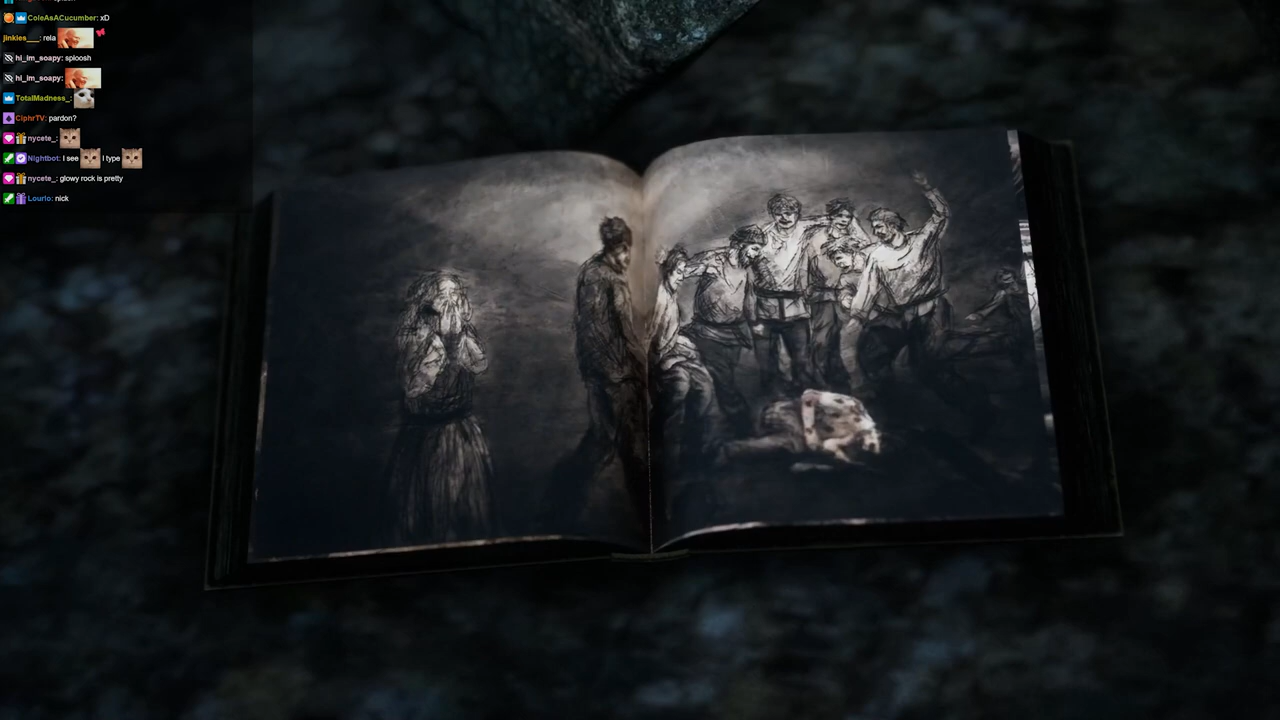 ColeAsACucumber: xD
jinkies___: rela
hi_im_soapy: sploosh
hi_im_soapy:
TotalMadness_:
CiphrTV: pardon?
nycete_:
Nightbot: I see I type
nycete_: glowy rock is pretty
Lourlo: nick